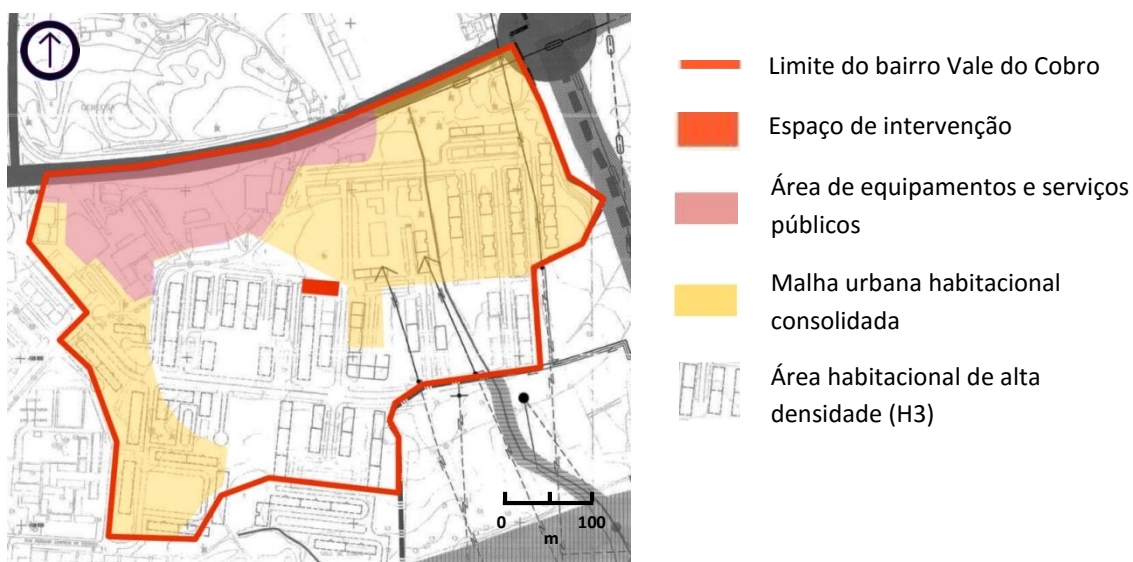 Limite do bairro Vale do Cobro
Espaço de intervenção
Área de equipamentos e serviços
públicos
Malha urbana habitacional
consolidada
Área habitacional de alta
densidade (H3)
0 100
m